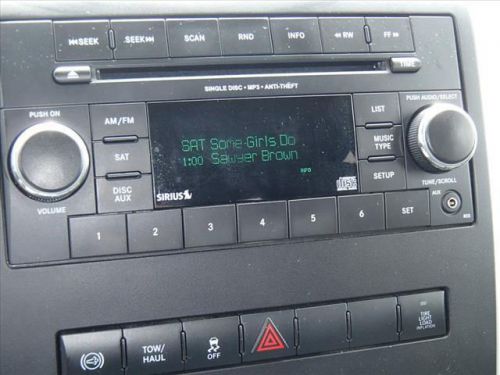 |<<SEEK
SEEK>>|
SCAN
RND
INFO
<< RW
FF >>
TIME
SINGLE DISC • MP3 • ANTI-THEFT
PUSH ON
VOLUME
AM/FM
SAT
DISC
AUX
SAT Some Girls Do
1:00 Sawyer Brown
INFO
SIRIUS
disc
LIST
MUSIC
TYPE
SETUP
PUSH AUDIO/SELECT
TUNE/SCROLL
AUX
1
2
3
4
5
6
SET
TOW/
HAUL
OFF
TIRE
LIGHT
LOAD
INFLATION